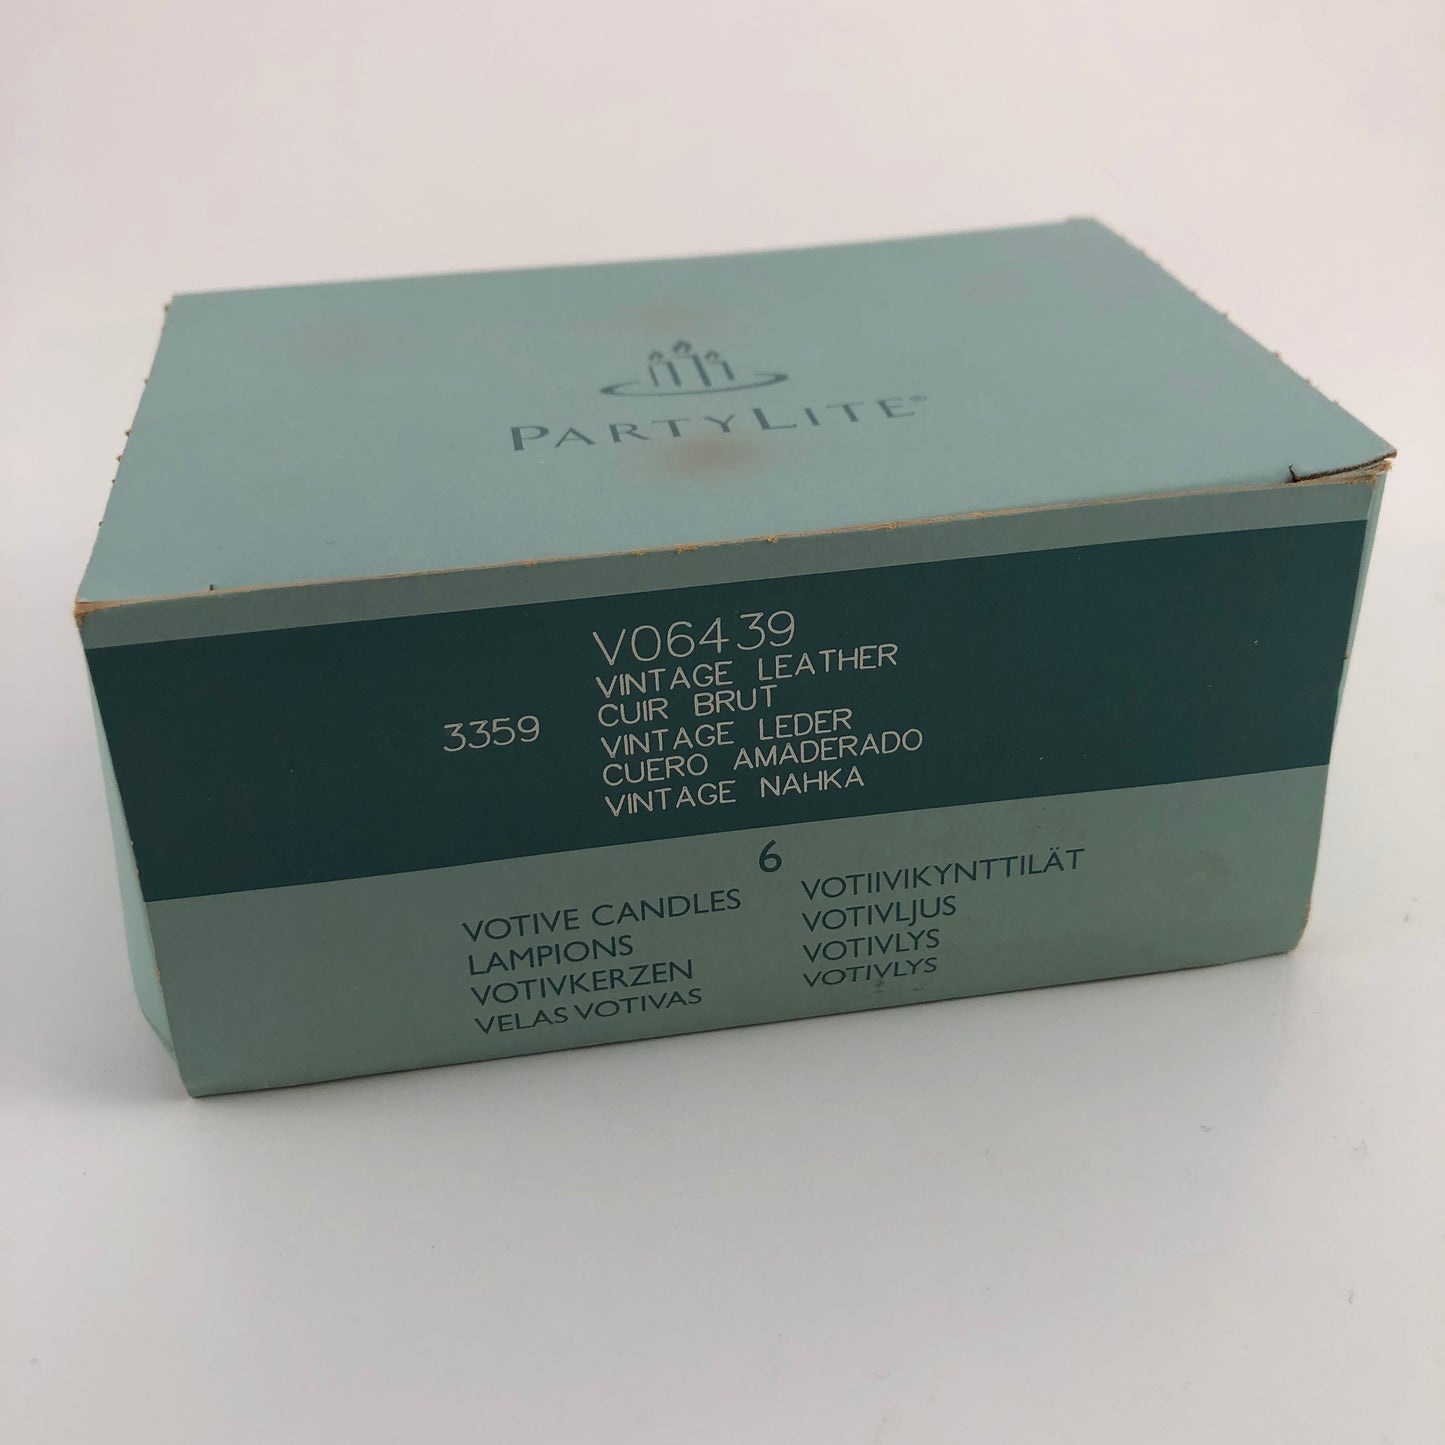 PARTYLITE®
V06439
VINTAGE LEATHER
CUIR BRUT
3359
VINTAGE LEDER
CUERO AMADERADO
VINTAGE NAHKA
6
VOTIVE CANDLES
LAMPIONS
VOTIVKERZEN
VELAS VOTIVAS
VOTIIVIKYNTTILÄT
VOTIVLJUS
VOTIVLYS
VOTIVLYS